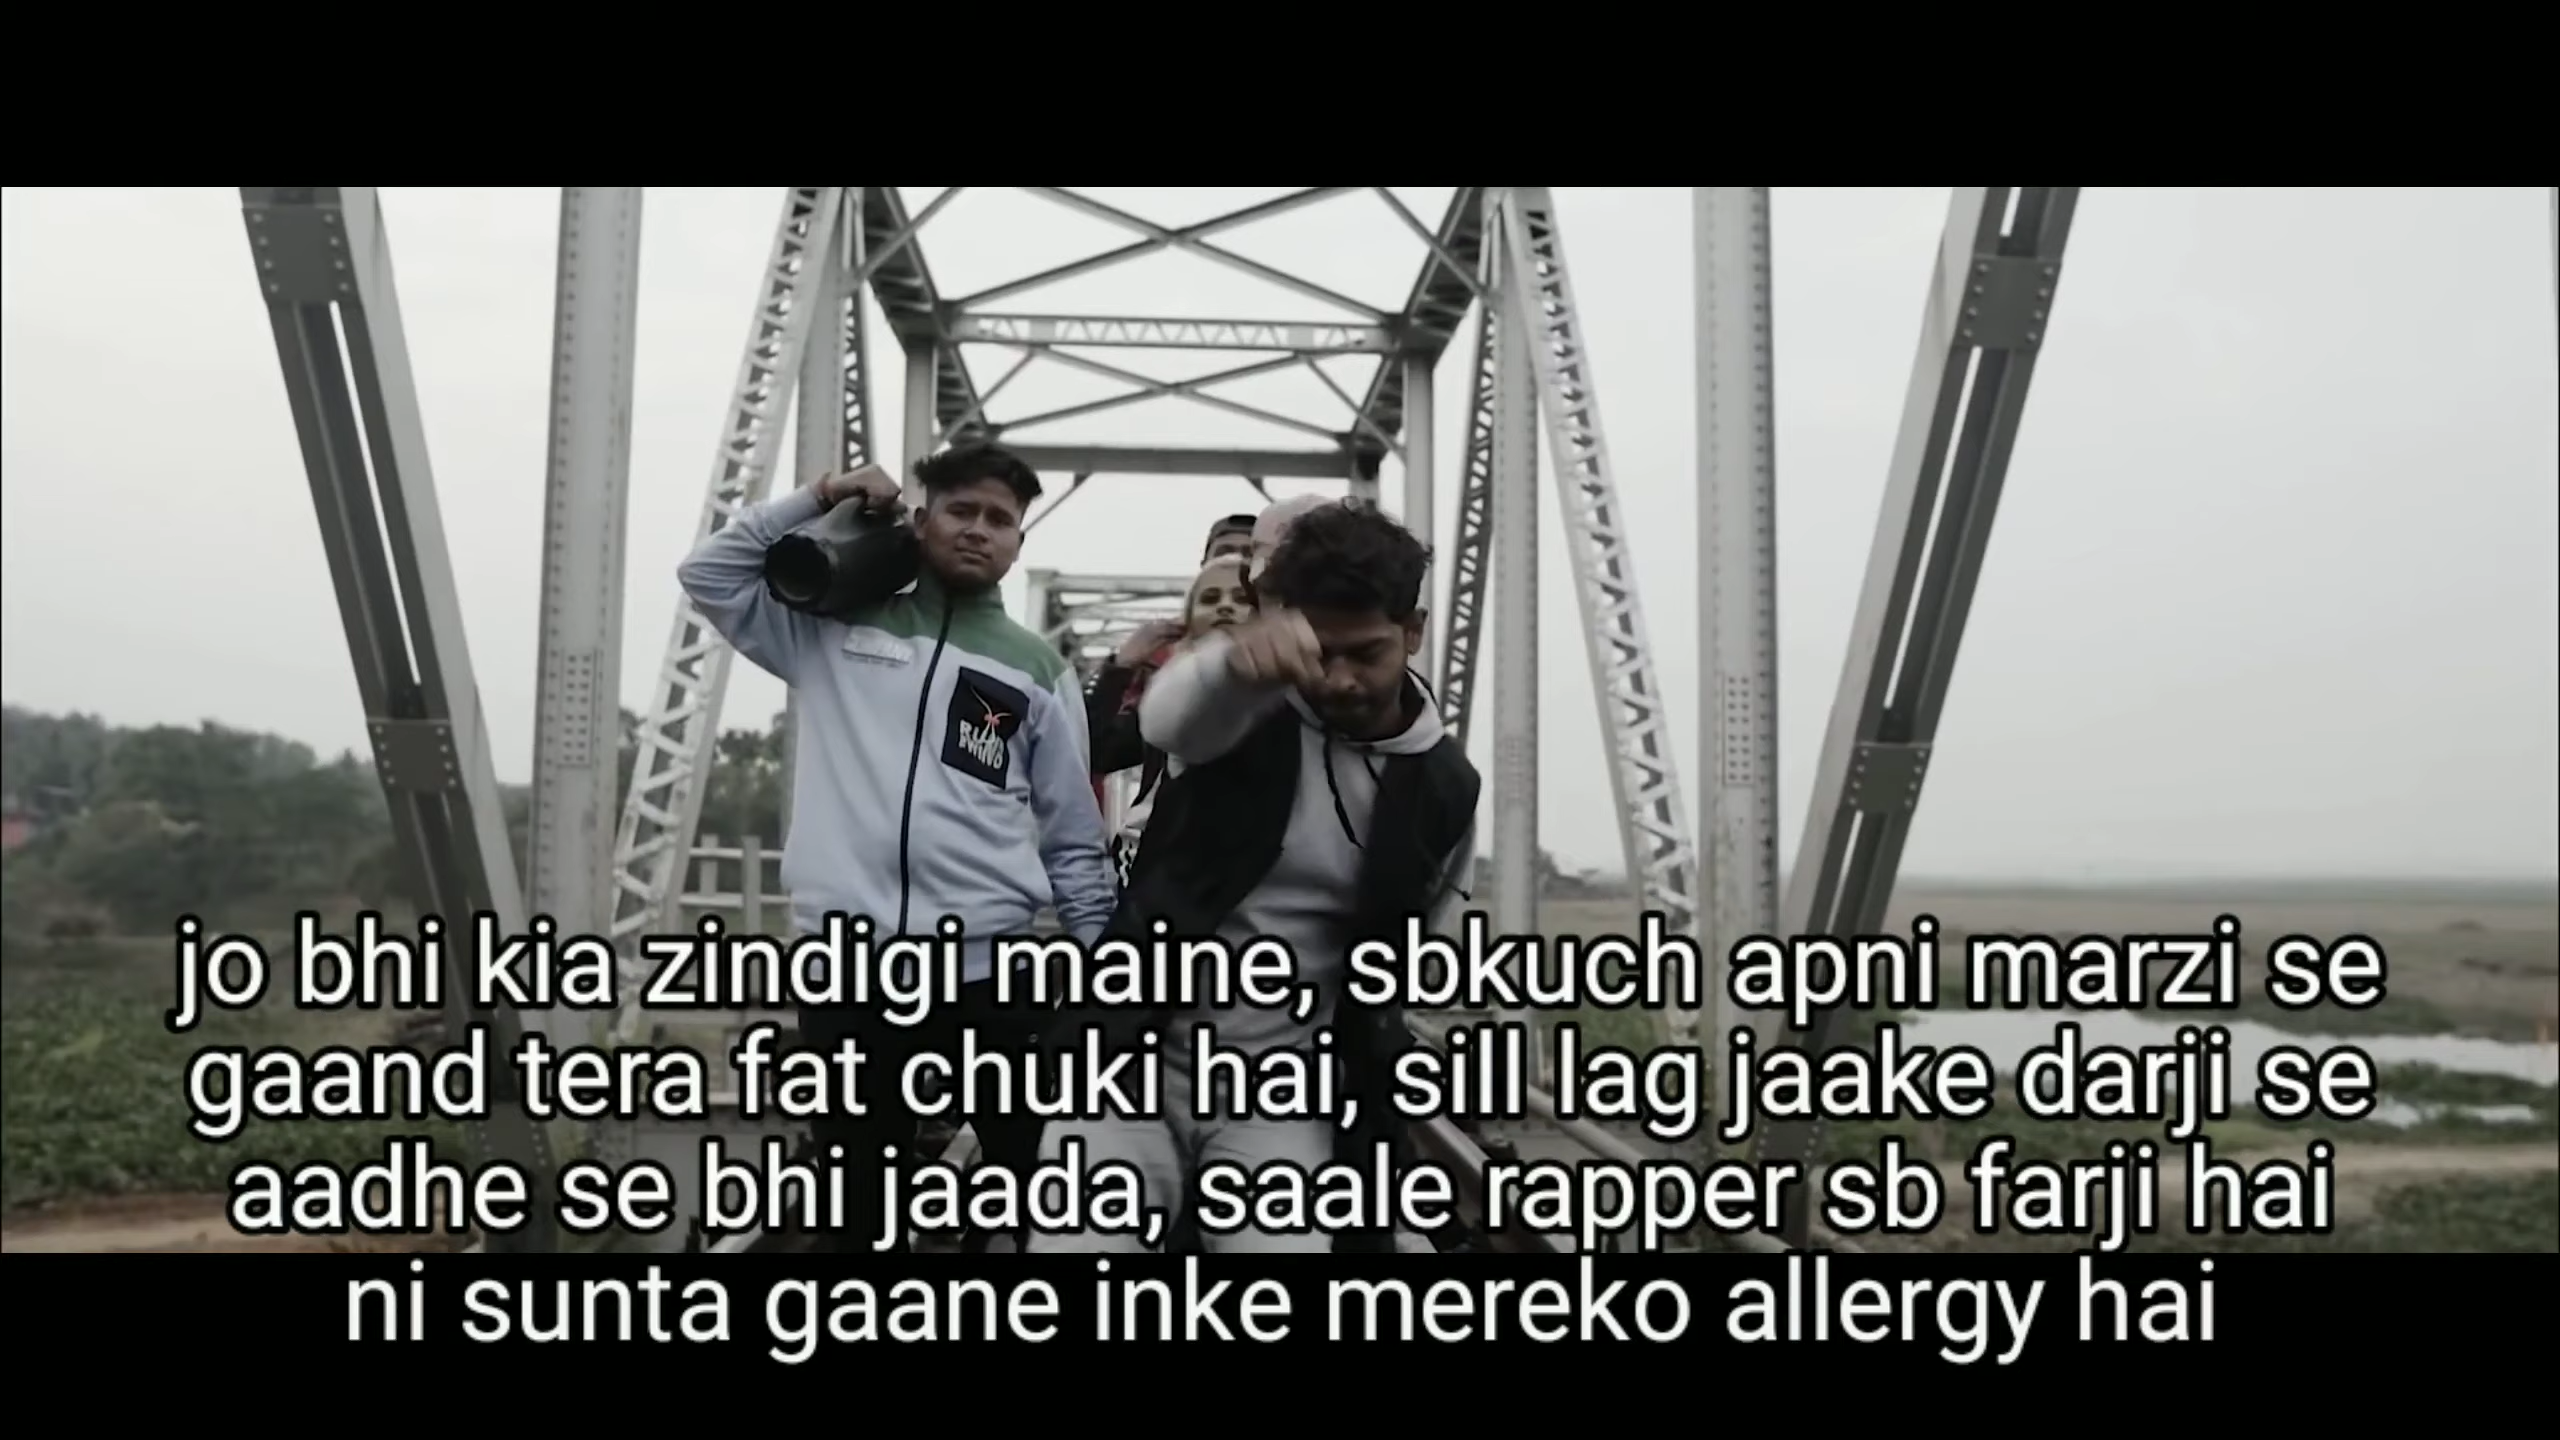 jo bhi kia zindigi maine, sbkuch apni marzi se
gaand tera fat chuki hai, sill lag jaake darji se
aadhe se bhi jaada, saale rapper sb farji hai
ni sunta gaane inke mereko allergy hai